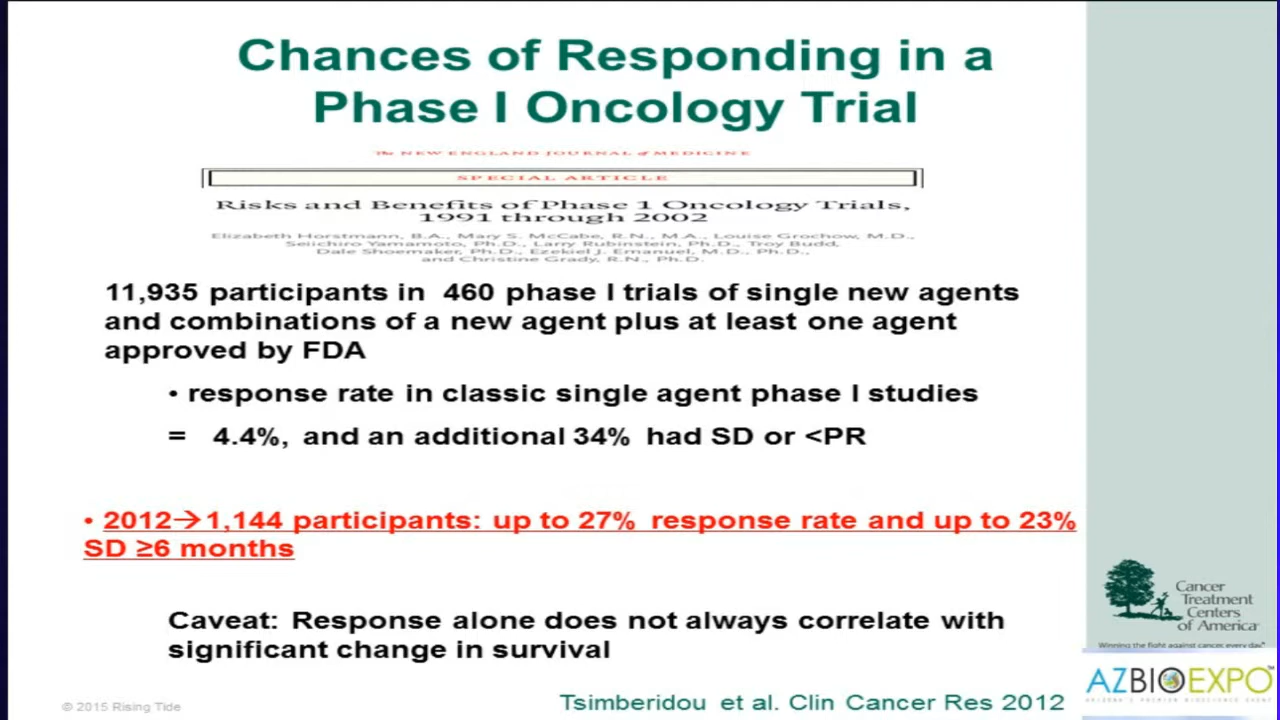 Chances of Responding in a
Phase I Oncology Trial
The NEW ENGLAND JOURNAL of MEDICINE
SPECIAL ARTICLE
Risks and Benefits of Phase 1 Oncology Trials,
1991 through 2002
Elizabeth Horstmann, B.A., Mary S. McCabe, R.N., M.A., Louise Grochow, M.D.,
Seiichiro Yamamoto, Ph.D., Larry Rubinstein, Ph.D., Troy Budd,
Dale Shoemaker, Ph.D., Ezekiel J. Emanuel, M.D., Ph.D.,
and Christine Grady, R.N., Ph.D.
11,935 participants in 460 phase I trials of single new agents
and combinations of a new agent plus at least one agent
approved by FDA
• response rate in classic single agent phase I studies
= 4.4%, and an additional 34% had SD or <PR
• 2012→1,144 participants: up to 27% response rate and up to 23%
SD ≥6 months
Caveat: Response alone does not always correlate with
significant change in survival
Tsimberidou et al. Clin Cancer Res 2012
© 2015 Rising Tide
Cancer
Treatment
Centers
of America
Winning the fight against cancer, every day.
AZBIOEXPO™
ARIZONA'S PREMIER BIOSCIENCE EVENT